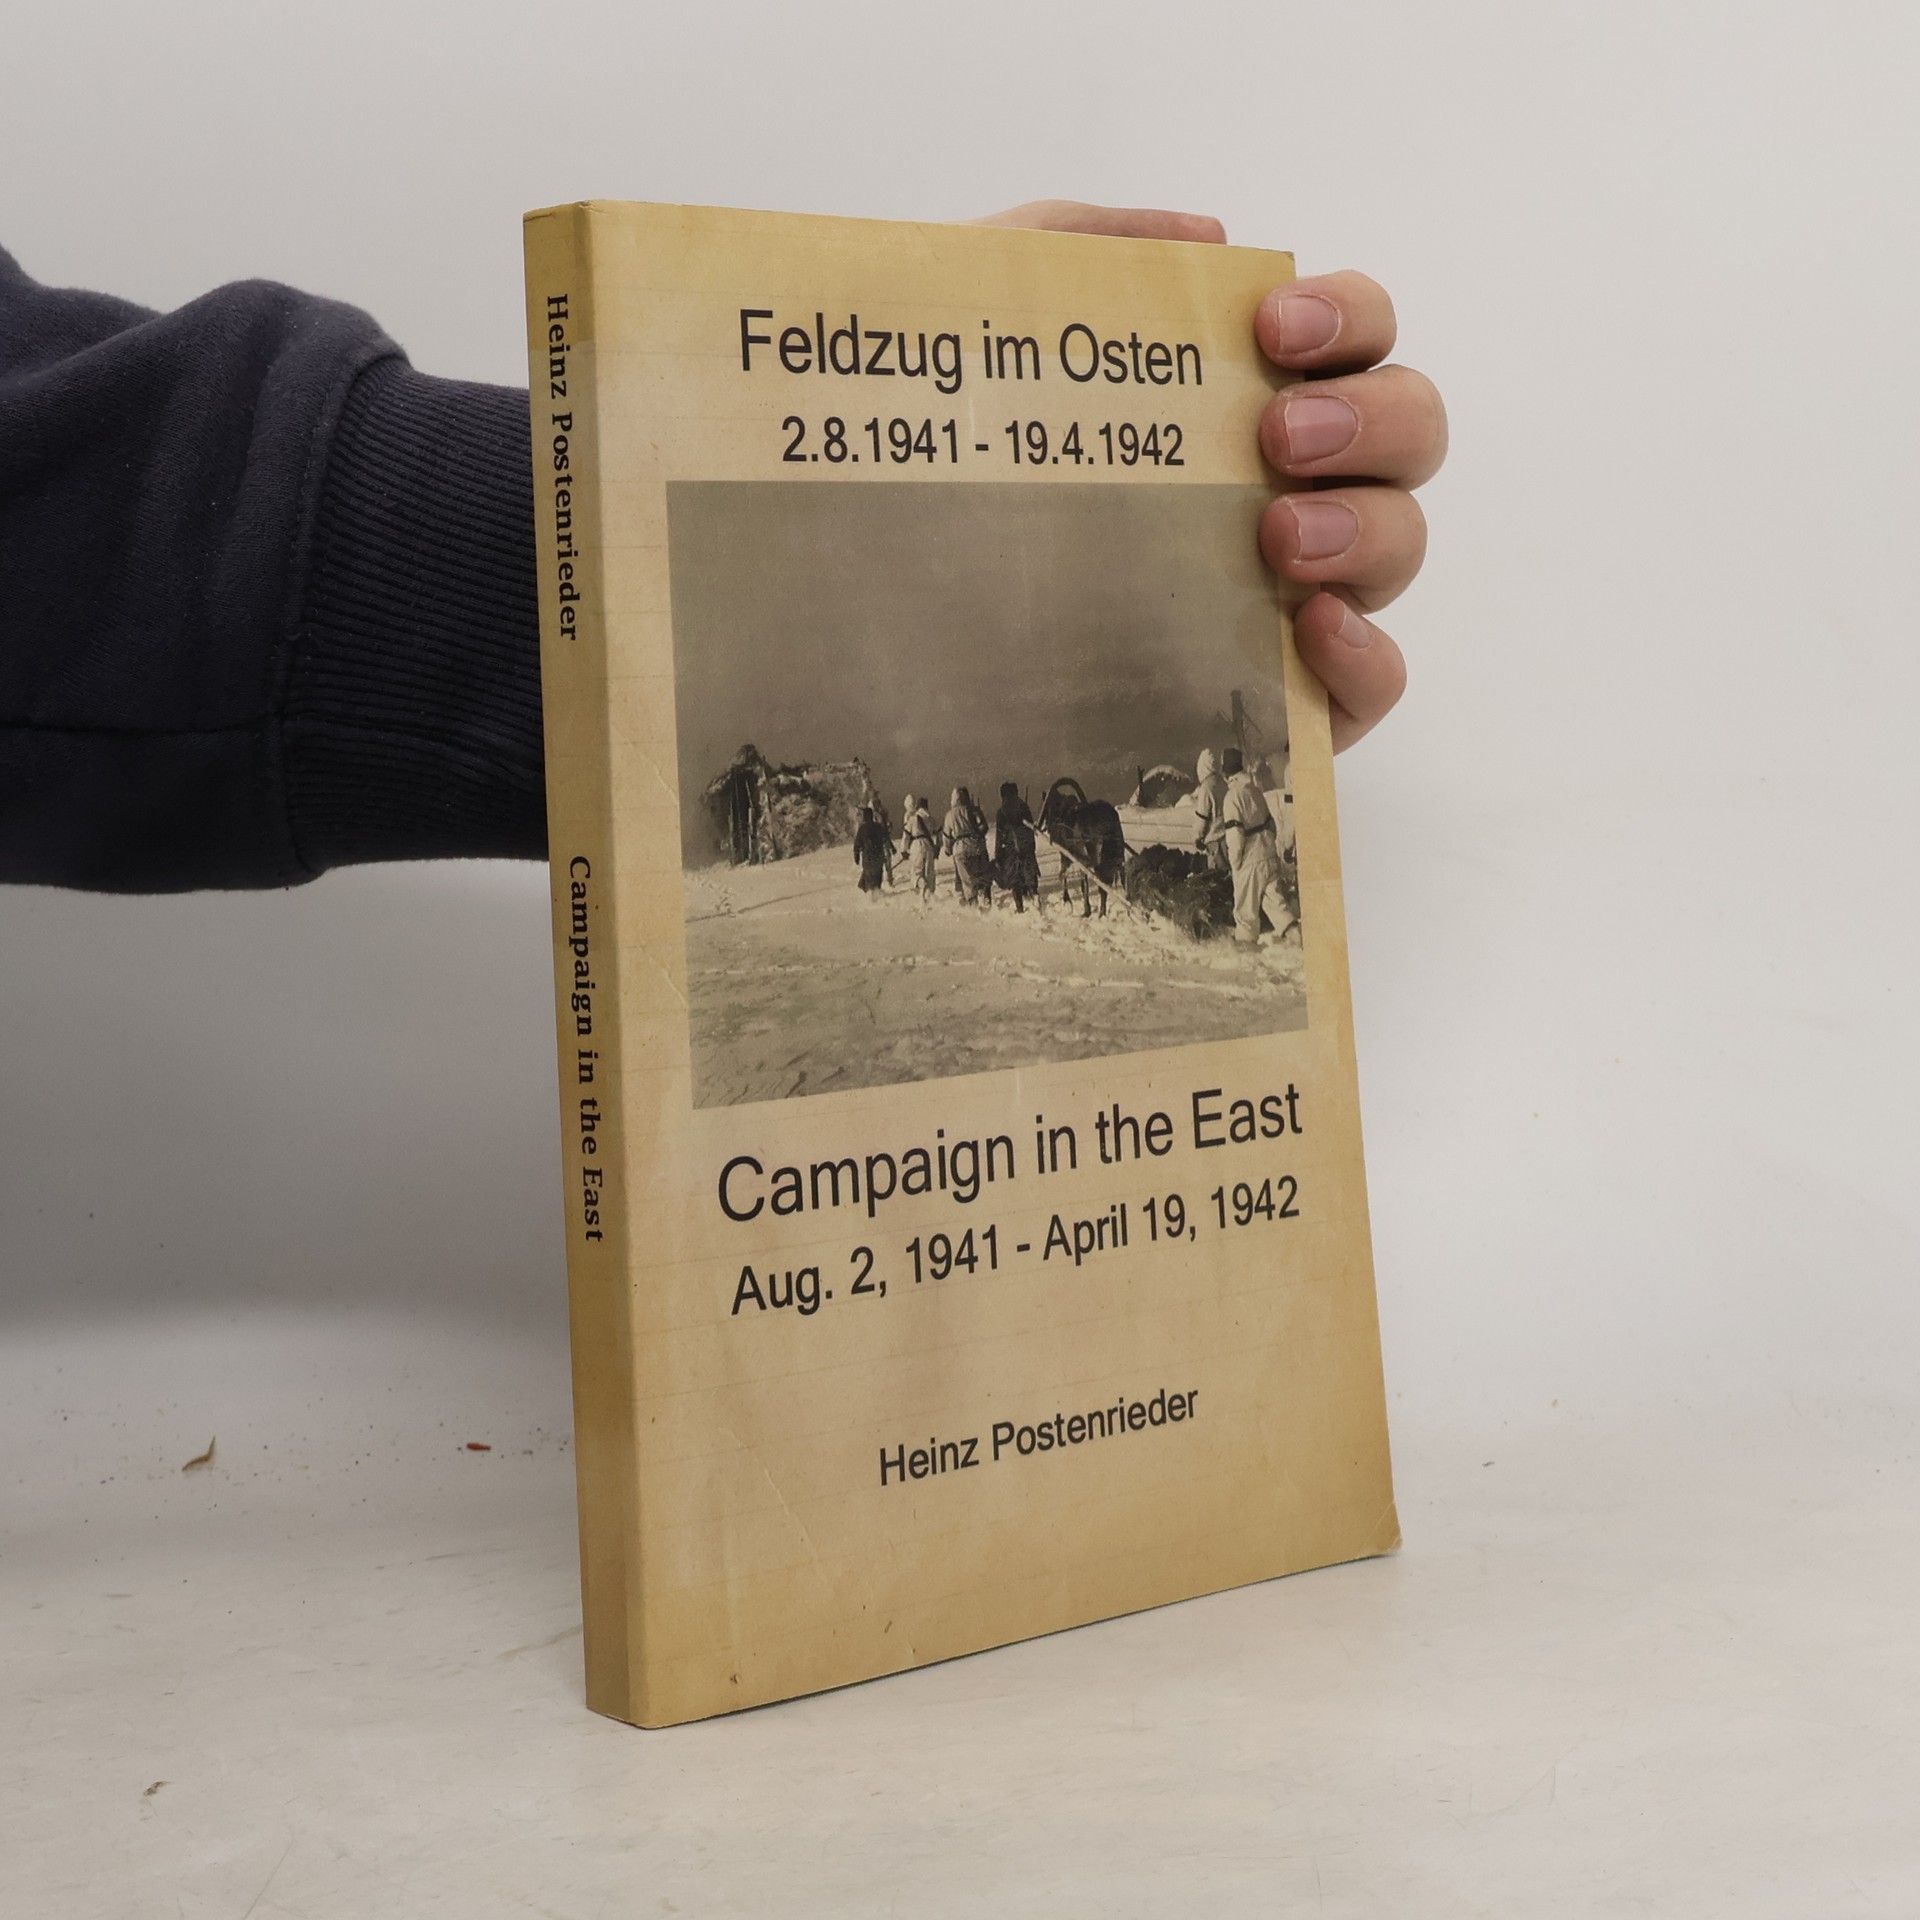 Heinz Postenrieder Campaign in the East
Feldzug im Osten
2.8.1941 - 19.4.1942
Campaign in the East
Aug. 2, 1941 - April 19, 1942
Heinz Postenrieder